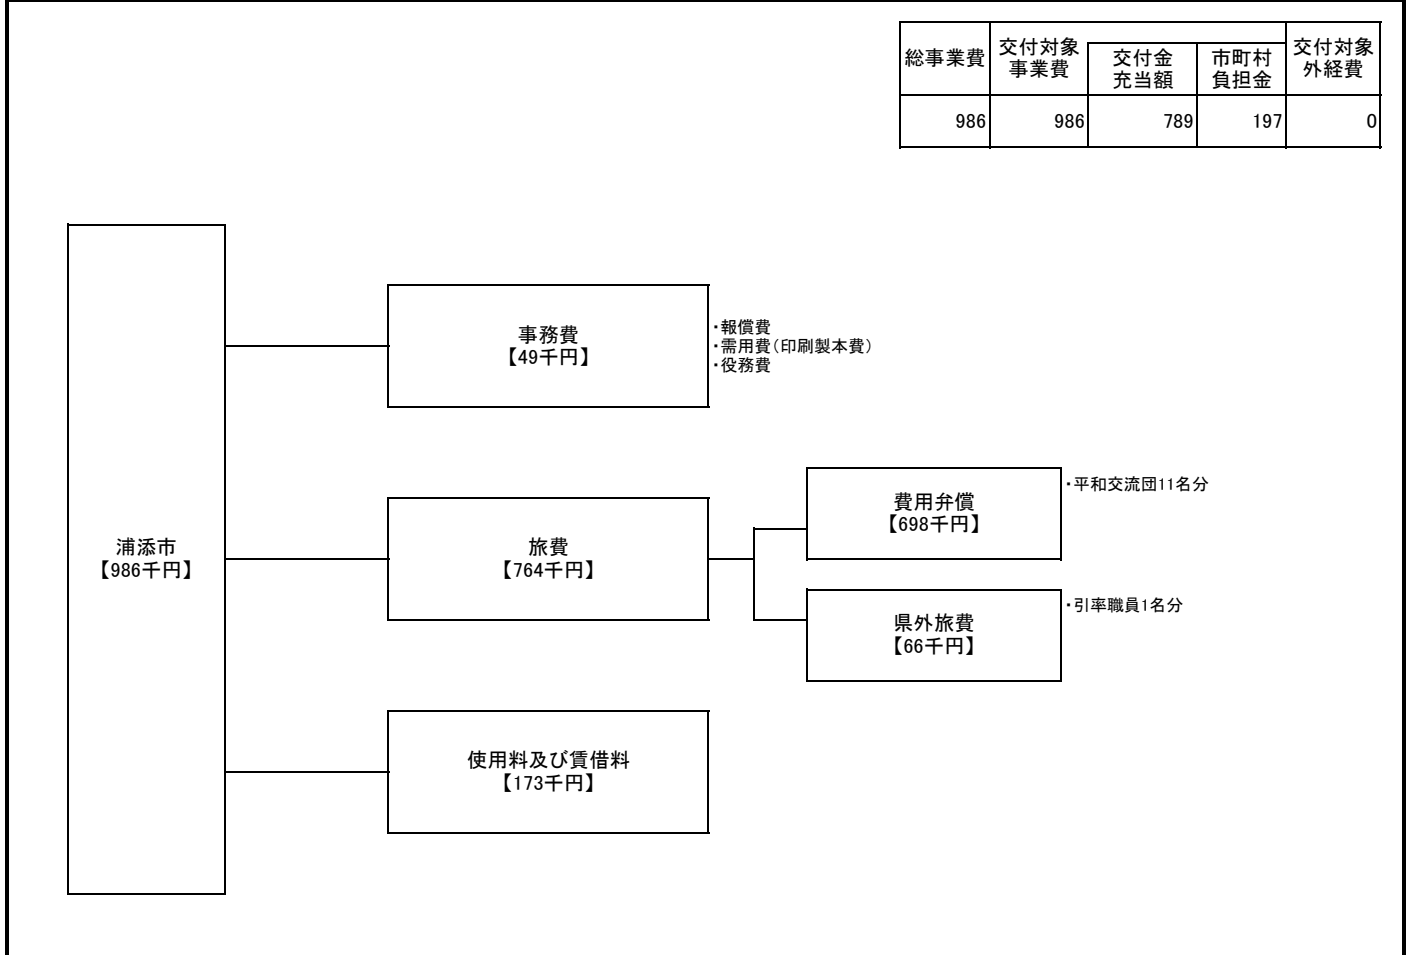 総事業費
交付対象
事業費
交付金
充当額
市町村
負担金
交付対象
外経費
986
986
789
197
0
浦添市
【986千円】
事務費
【49千円】
・報償費
・需用費(印刷製本費)
・役務費
旅費
【764千円】
費用弁償
【698千円】
・平和交流団11名分
県外旅費
【66千円】
・引率職員1名分
使用料及び賃借料
【173千円】